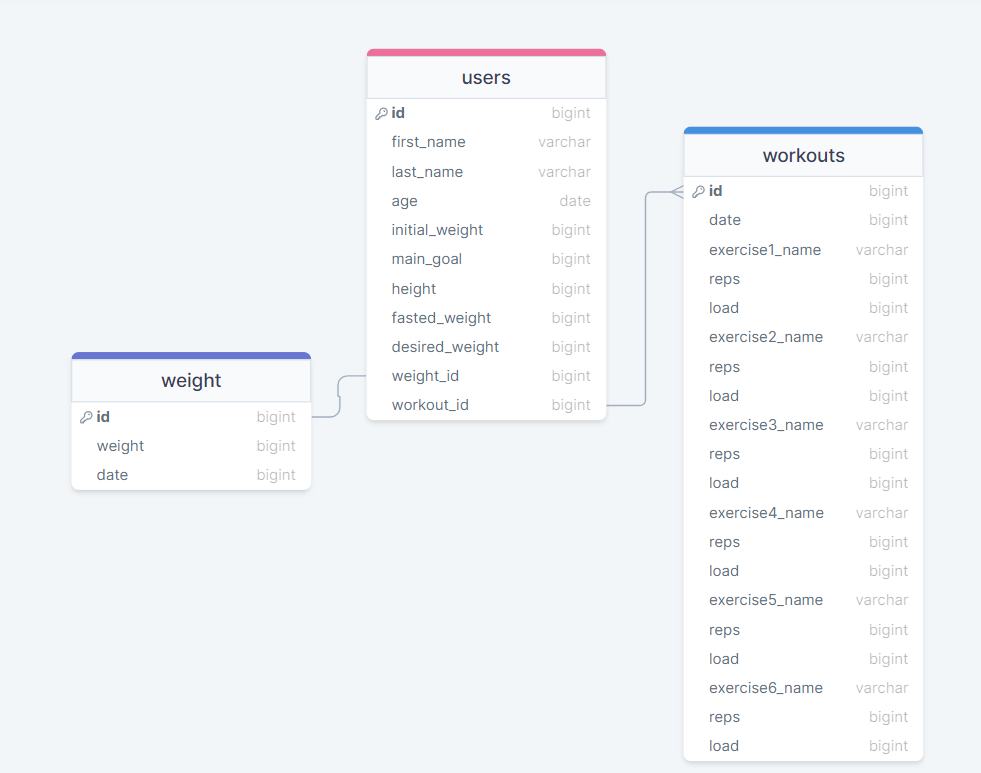 users
id bigint
first_name varchar
last_name varchar
age date
initial_weight bigint
main_goal bigint
height bigint
fasted_weight bigint
desired_weight bigint
weight_id bigint
workout_id bigint
weight
id bigint
weight bigint
date bigint
workouts
id bigint
date bigint
exercise1_name varchar
reps bigint
load bigint
exercise2_name varchar
reps bigint
load bigint
exercise3_name varchar
reps bigint
load bigint
exercise4_name varchar
reps bigint
load bigint
exercise5_name varchar
reps bigint
load bigint
exercise6_name varchar
reps bigint
load bigint